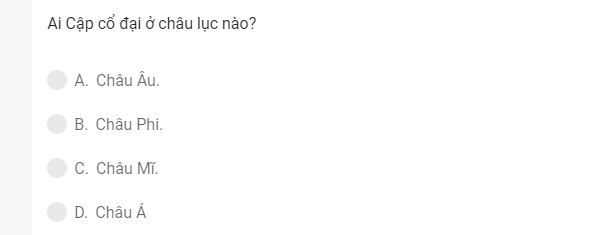 Ai Cập cổ đại ở châu lục nào?
A. Châu Âu.
B. Châu Phi.
C. Châu Mĩ.
D. Châu Á